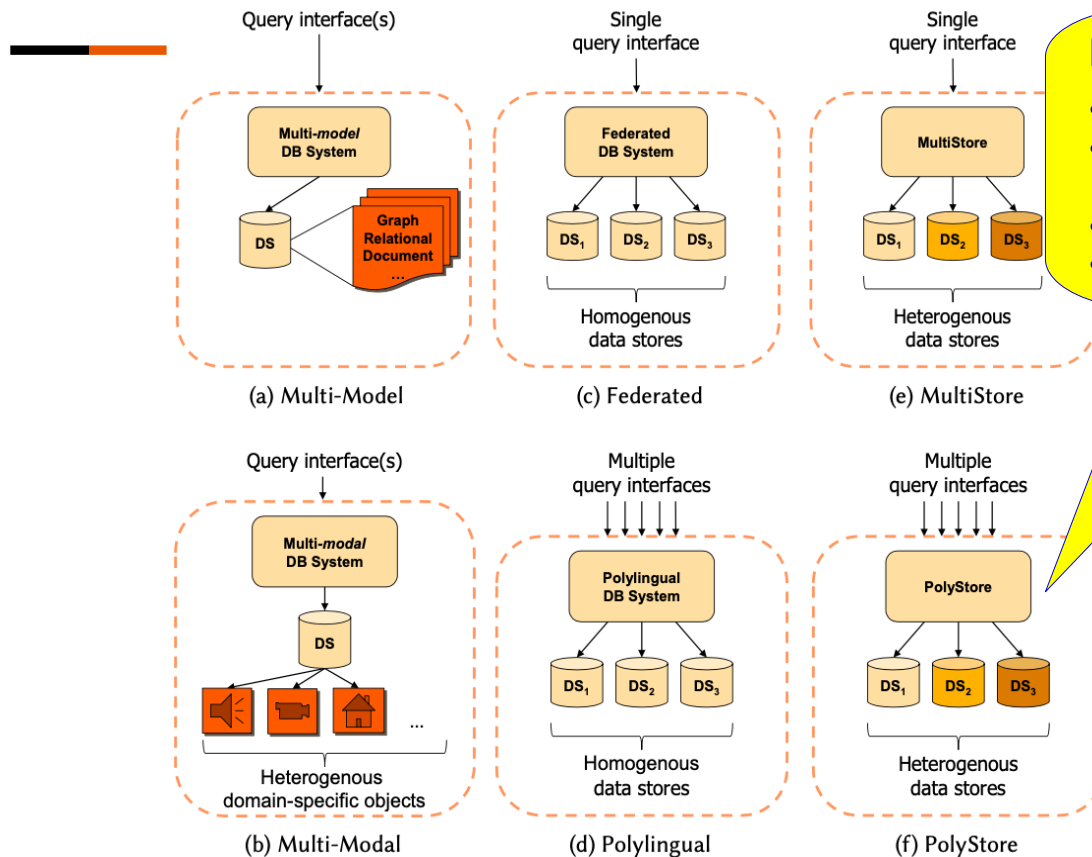 Query interface(s)
Multi-model
DB System
DS
Graph
Relational
Document
...
(a) Multi-Model
Single
query interface
Federated
DB System
DS1
DS2
DS3
Homogenous
data stores
(c) Federated
Single
query interface
MultiStore
DS1
DS2
DS3
Heterogenous
data stores
(e) MultiStore
Query interface(s)
Multi-modal
DB System
DS
...
Heterogenous
domain-specific objects
(b) Multi-Modal
Multiple
query interfaces
Polylingual
DB System
DS1
DS2
DS3
Homogenous
data stores
(d) Polylingual
Multiple
query interfaces
PolyStore
DS1
DS2
DS3
Heterogenous
data stores
(f) PolyStore